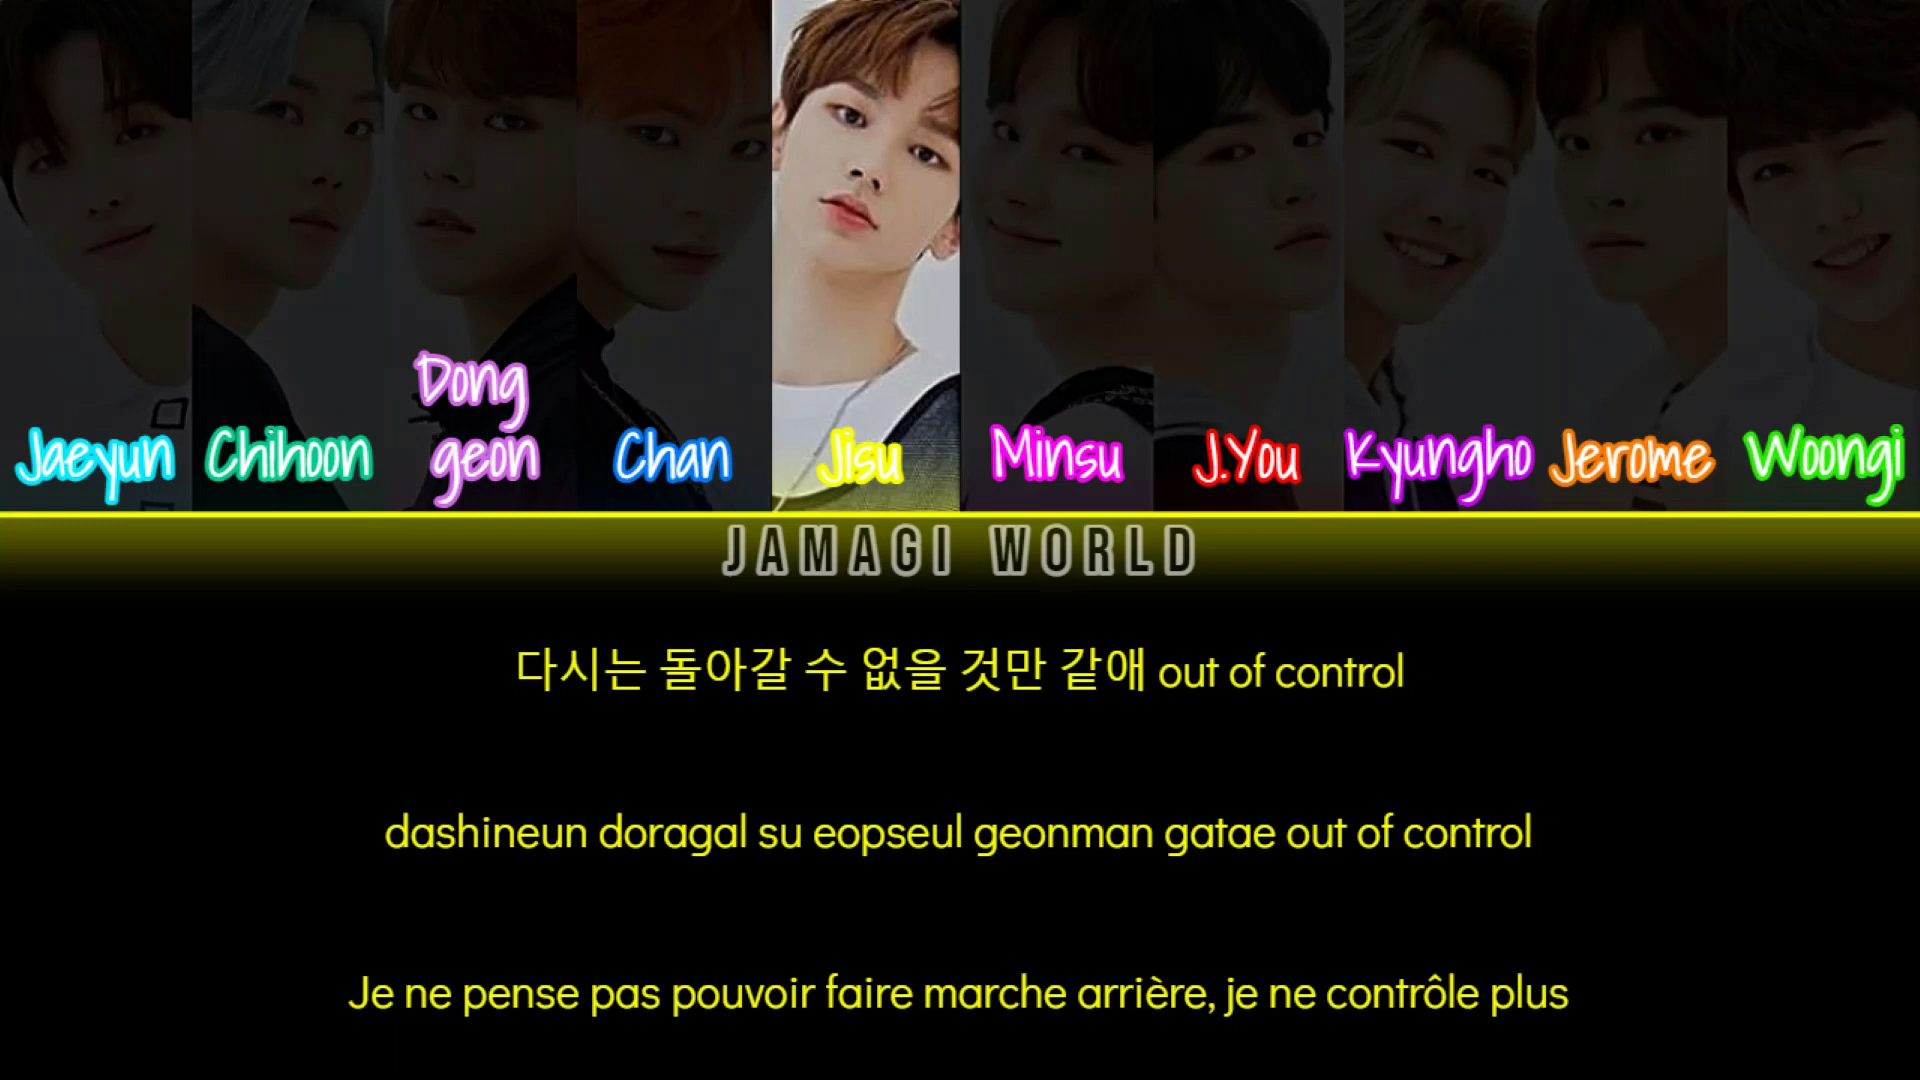 Jaeyun
Chihoon
Dong
geon
Chan
Jisu
Minsu
J.You
Kyungho
Jerome
Woongi
JAMAGI WORLD
다시는 돌아갈 수 없을 것만 같애 out of control
dashineun doragal su eopseul geonman gatae out of control
Je ne pense pas pouvoir faire marche arrière, je ne contrôle plus